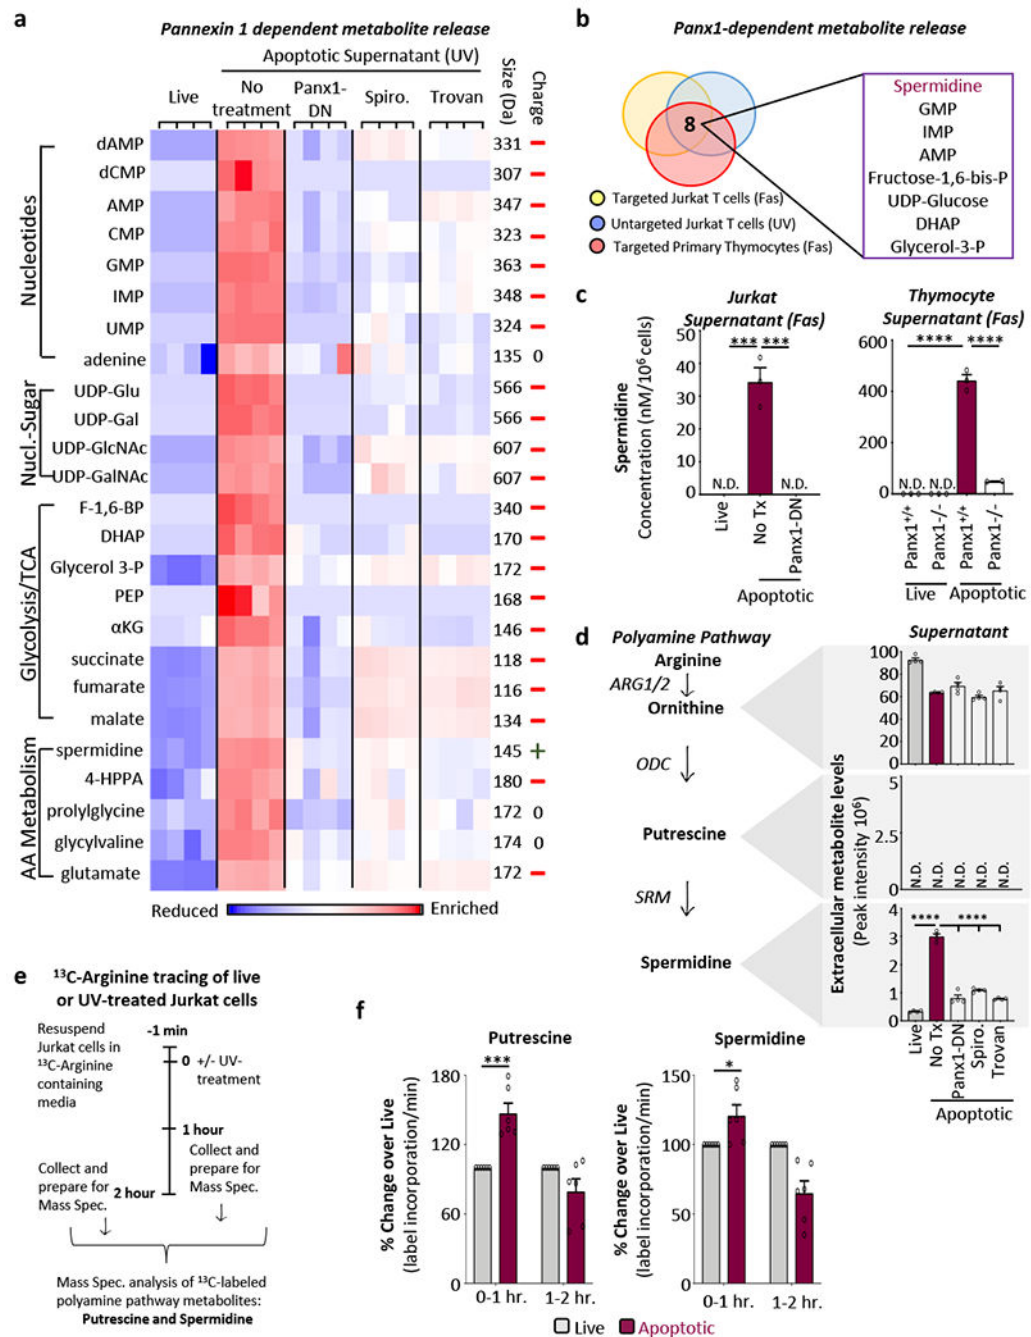 a
Pannexin 1 dependent metabolite release
Apoptotic Supernatant (UV)
Live
No treatment
Panx1-DN
Spiro.
Trovan
Size (Da)
Charge
Nucleotides
dAMP 331 −
dCMP 307 −
AMP 347 −
CMP 323 −
GMP 363 −
IMP 348 −
UMP 324 −
adenine 135 0
Nucl.-Sugar
UDP-Glu 566 −
UDP-Gal 566 −
UDP-GlcNAc 607 −
UDP-GalNAc 607 −
Glycolysis/TCA
F-1,6-BP 340 −
DHAP 170 −
Glycerol 3-P 172 −
PEP 168 −
αKG 146 −
succinate 118 −
fumarate 116 −
malate 134 −
AA Metabolism
spermidine 145 +
4-HPPA 180 −
prolylglycine 172 0
glycylvaline 174 0
glutamate 172 −
Reduced
Enriched
b
Panx1-dependent metabolite release
8
Targeted Jurkat T cells (Fas)
Untargeted Jurkat T cells (UV)
Targeted Primary Thymocytes (Fas)
Spermidine
GMP
IMP
AMP
Fructose-1,6-bis-P
UDP-Glucose
DHAP
Glycerol-3-P
c
Jurkat
Supernatant (Fas)
Spermidine
Concentration (nM/10⁶ cells)
50
40
30
20
10
0
*** ***
N.D. N.D.
Live
No Tx
Panx1-DN
Apoptotic
Thymocyte
Supernatant (Fas)
600
400
200
0
**** ****
N.D. N.D.
Panx1+/+
Panx1-/-
Panx1+/+
Panx1-/-
Live Apoptotic
d
Polyamine Pathway
Arginine
ARG1/2
Ornithine
ODC
Putrescine
SRM
Spermidine
Supernatant
Extracellular metabolite levels
(Peak intensity 10⁶)
100
80
60
40
20
0
5
2.5
0
N.D. N.D. N.D. N.D. N.D.
4
3
2
1
0
**** ****
Live
No Tx
Panx1-DN
Spiro.
Trovan
Apoptotic
e
¹³C-Arginine tracing of live
or UV-treated Jurkat cells
Resuspend
Jurkat cells in
¹³C-Arginine
containing
media
-1 min
0
+/- UV-
treatment
1 hour
Collect and
prepare for
Mass Spec.
Collect and
prepare for
Mass Spec.
2 hour
Mass Spec. analysis of ¹³C-labeled
polyamine pathway metabolites:
Putrescine and Spermidine
f
Putrescine
% Change over Live
(label incorporation/min)
180
120
60
0
***
0-1 hr. 1-2 hr.
Spermidine
% Change over Live
(label incorporation/min)
150
100
50
0
*
0-1 hr. 1-2 hr.
Live Apoptotic